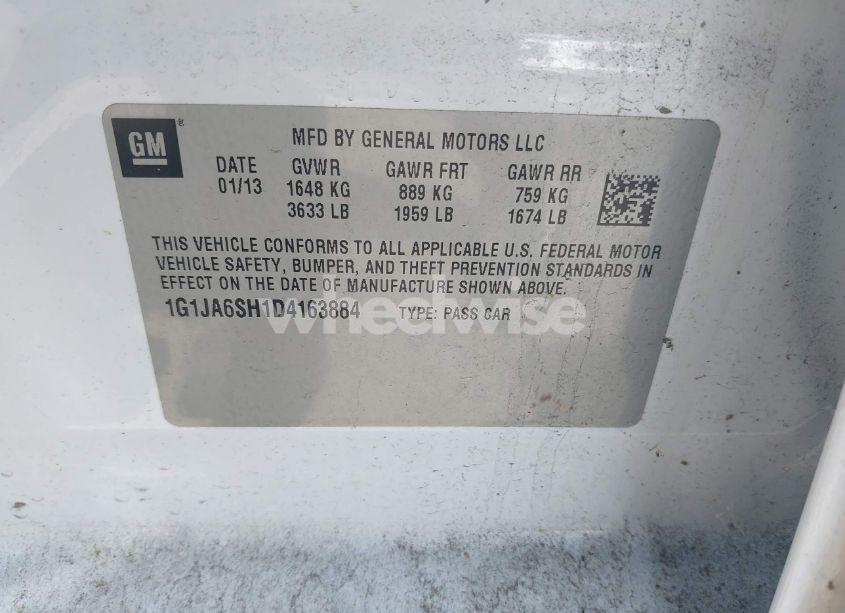 GM®
MFD BY GENERAL MOTORS LLC
DATE GVWR GAWR FRT GAWR RR
01/13 1648 KG 889 KG 759 KG
3633 LB 1959 LB 1674 LB
THIS VEHICLE CONFORMS TO ALL APPLICABLE U.S. FEDERAL MOTOR
VEHICLE SAFETY, BUMPER, AND THEFT PREVENTION STANDARDS IN
EFFECT ON THE DATE OF MANUFACTURE SHOWN ABOVE.
1G1JA6SH1D4163884 TYPE: PASS CAR
wheelwise